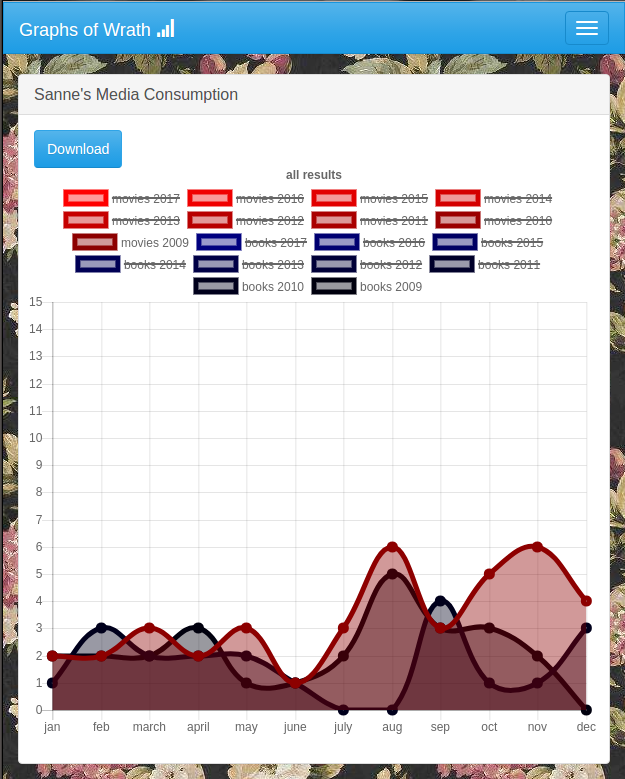 Graphs of Wrath
Sanne's Media Consumption
Download
all results
movies 2017 movies 2016 movies 2015 movies 2014
movies 2013 movies 2012 movies 2011 movies 2010
movies 2009 books 2017 books 2016 books 2015
books 2014 books 2013 books 2012 books 2011
books 2010 books 2009
15
14
13
12
11
10
9
8
7
6
5
4
3
2
1
0
jan feb march april may june july aug sep oct nov dec